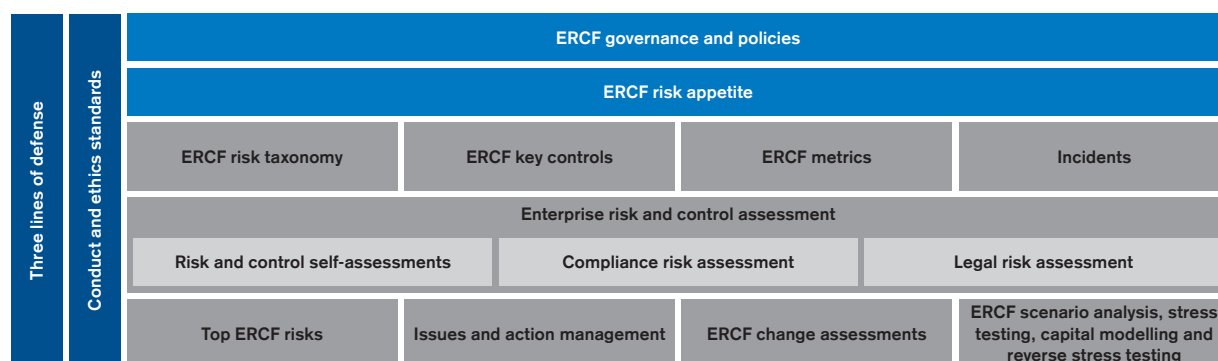 Three lines of defense
Conduct and ethics standards
ERCF governance and policies
ERCF risk appetite
ERCF risk taxonomy
ERCF key controls
ERCF metrics
Incidents
Enterprise risk and control assessment
Risk and control self-assessments
Compliance risk assessment
Legal risk assessment
Top ERCF risks
Issues and action management
ERCF change assessments
ERCF scenario analysis, stress
testing, capital modelling and
reverse stress testing